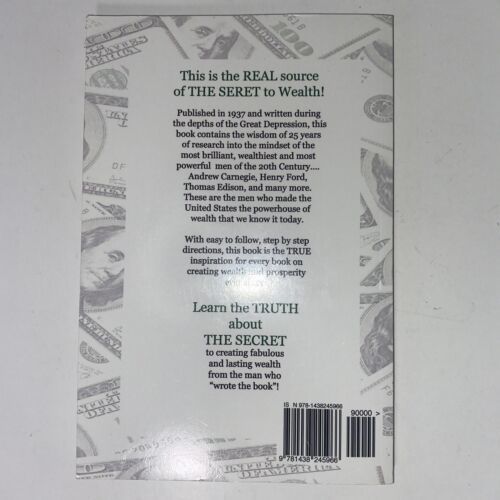 This is the REAL source
of THE SERET to Wealth!
Published in 1937 and written during
the depths of the Great Depression, this
book contains the wisdom of 25 years
of research into the mindset of the
most brilliant, wealthiest and most
powerful men of the 20th Century....
Andrew Carnegie, Henry Ford,
Thomas Edison, and many more.
These are the men who made the
United States the powerhouse of
wealth that we know it today.
With easy to follow, step by step
directions, this book is the TRUE
inspiration for every book on
creating wealth and prosperity
Learn the TRUTH
about
THE SECRET
to creating fabulous
and lasting wealth
from the man who
“wrote the book”!
IS N 978-1438245966
90000 >
9 781438 245966
100